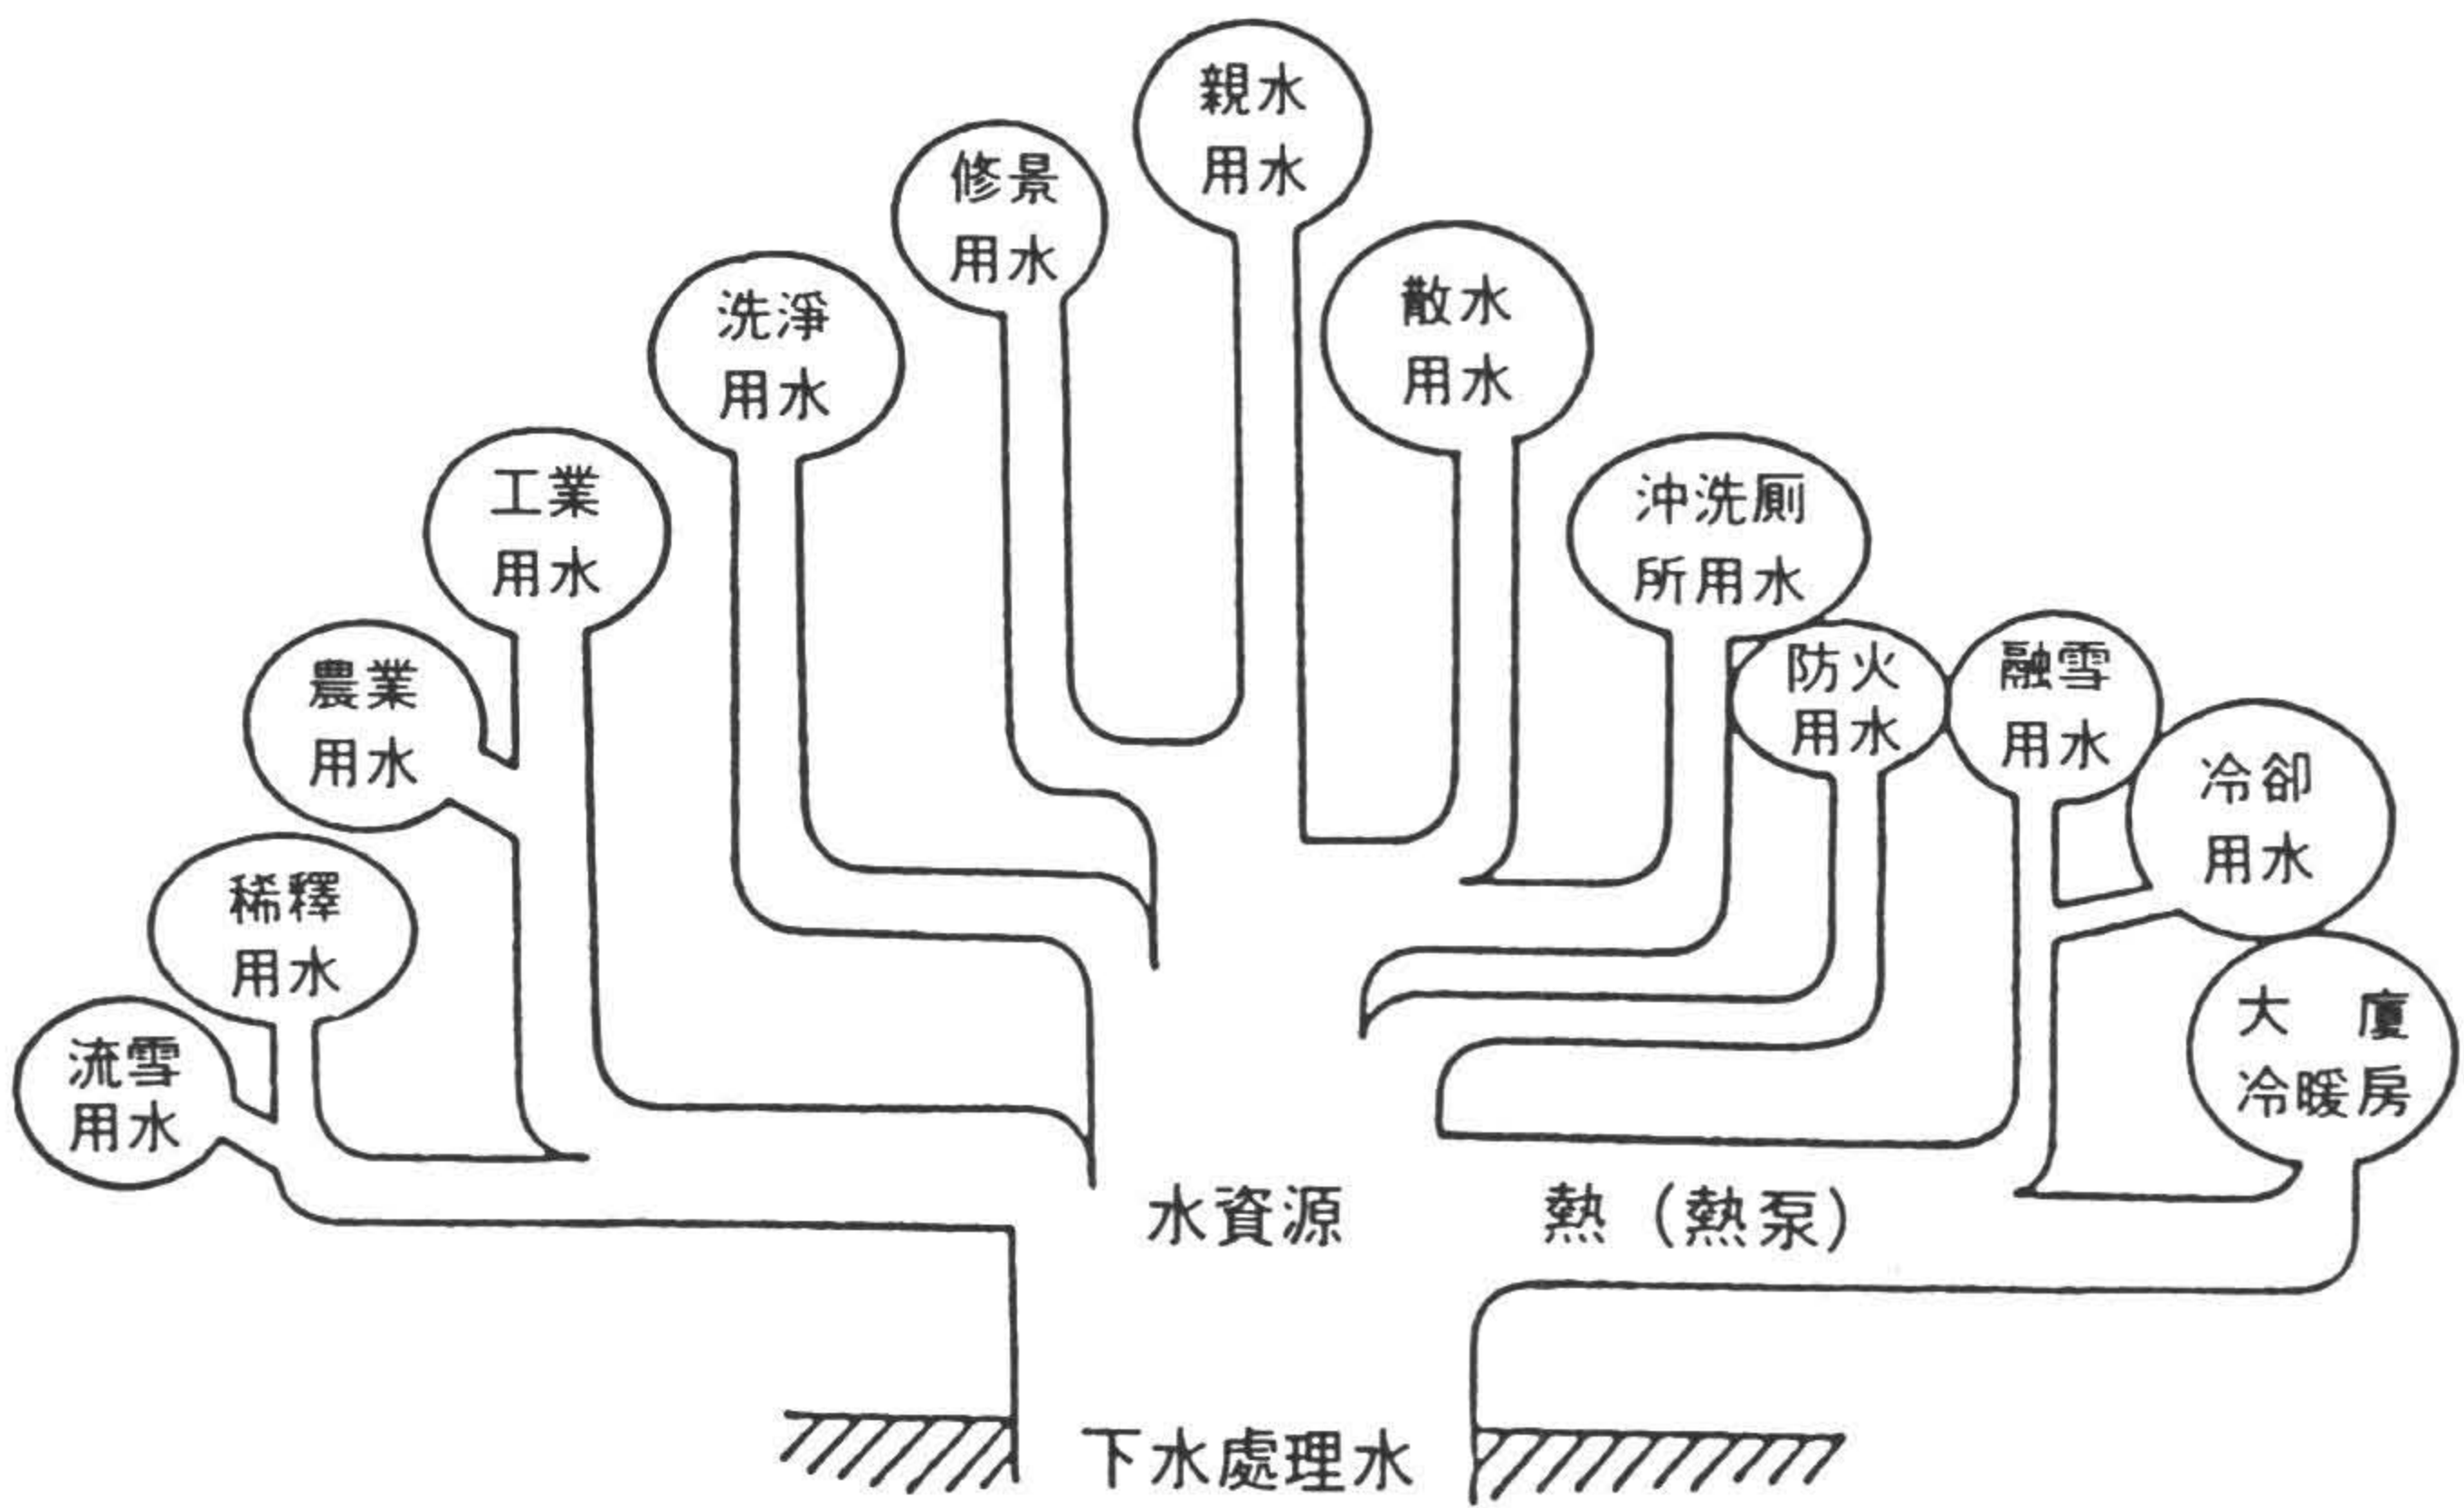 親水
用水
修景
用水
散水
用水
洗淨
用水
沖洗厕
所用水
工業
用水
防火
用水
融雪
用水
農業
用水
冷卻
用水
稀釋
用水
大 廈
冷暖房
流雪
用水
水資源 熱(熱泵)
下水處理水